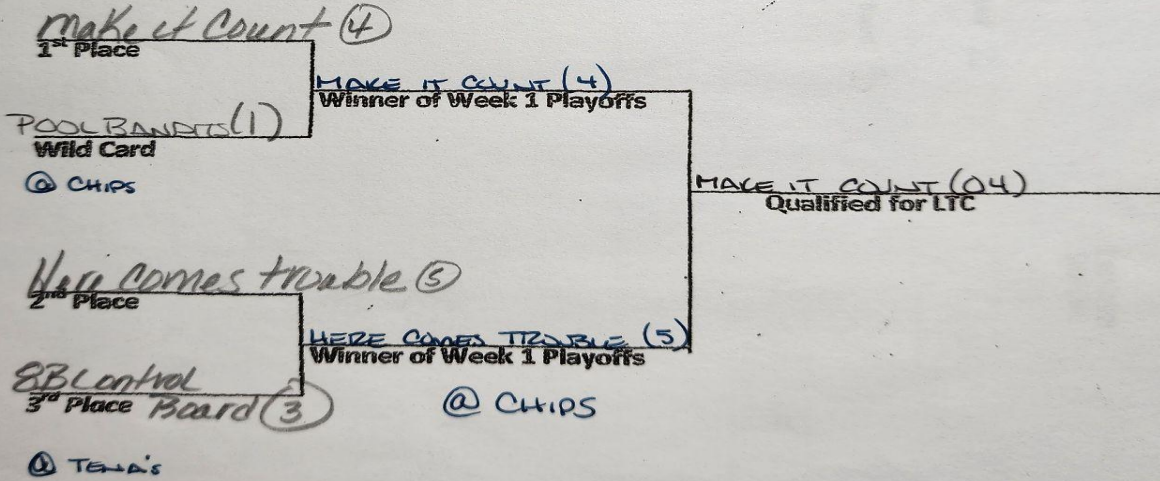 Make it Count (4)
1st Place
MAKE IT COUNT (4)
Winner of Week 1 Playoffs
POOL BANDITS (1)
Wild Card
@ CHIPS
MAKE IT COUNT (04)
Qualified for LTC
Here Comes trouble (5)
2nd Place
HERE COMES TROUBLE (5)
Winner of Week 1 Playoffs
8B Control
3rd Place Board (3)
@ CHIPS
@ TENA'S